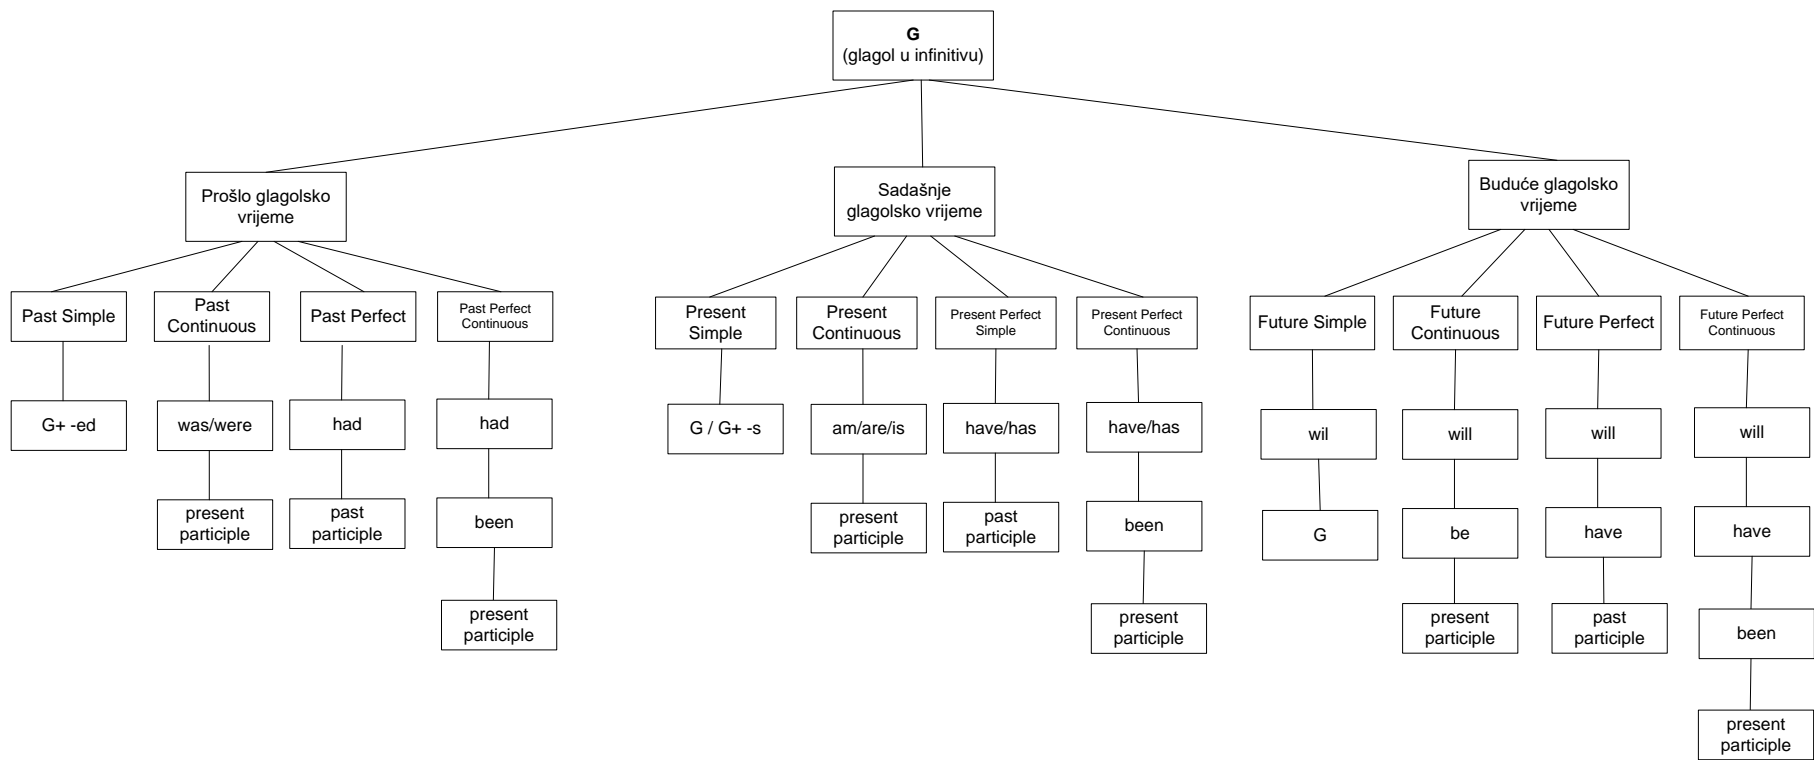 G
(glagol u infinitivu)
Prošlo glagolsko
vrijeme
Sadašnje
glagolsko vrijeme
Buduće glagolsko
vrijeme
Past Simple
Past
Continuous
Past Perfect
Past Perfect
Continuous
Present
Simple
Present
Continuous
Present Perfect
Simple
Present Perfect
Continuous
Future Simple
Future
Continuous
Future Perfect
Future Perfect
Continuous
G+ -ed
was/were
had
had
G / G+ -s
am/are/is
have/has
have/has
wil
will
will
will
present
participle
past
participle
been
present
participle
past
participle
been
G
be
have
have
present
participle
present
participle
present
participle
past
participle
been
present
participle